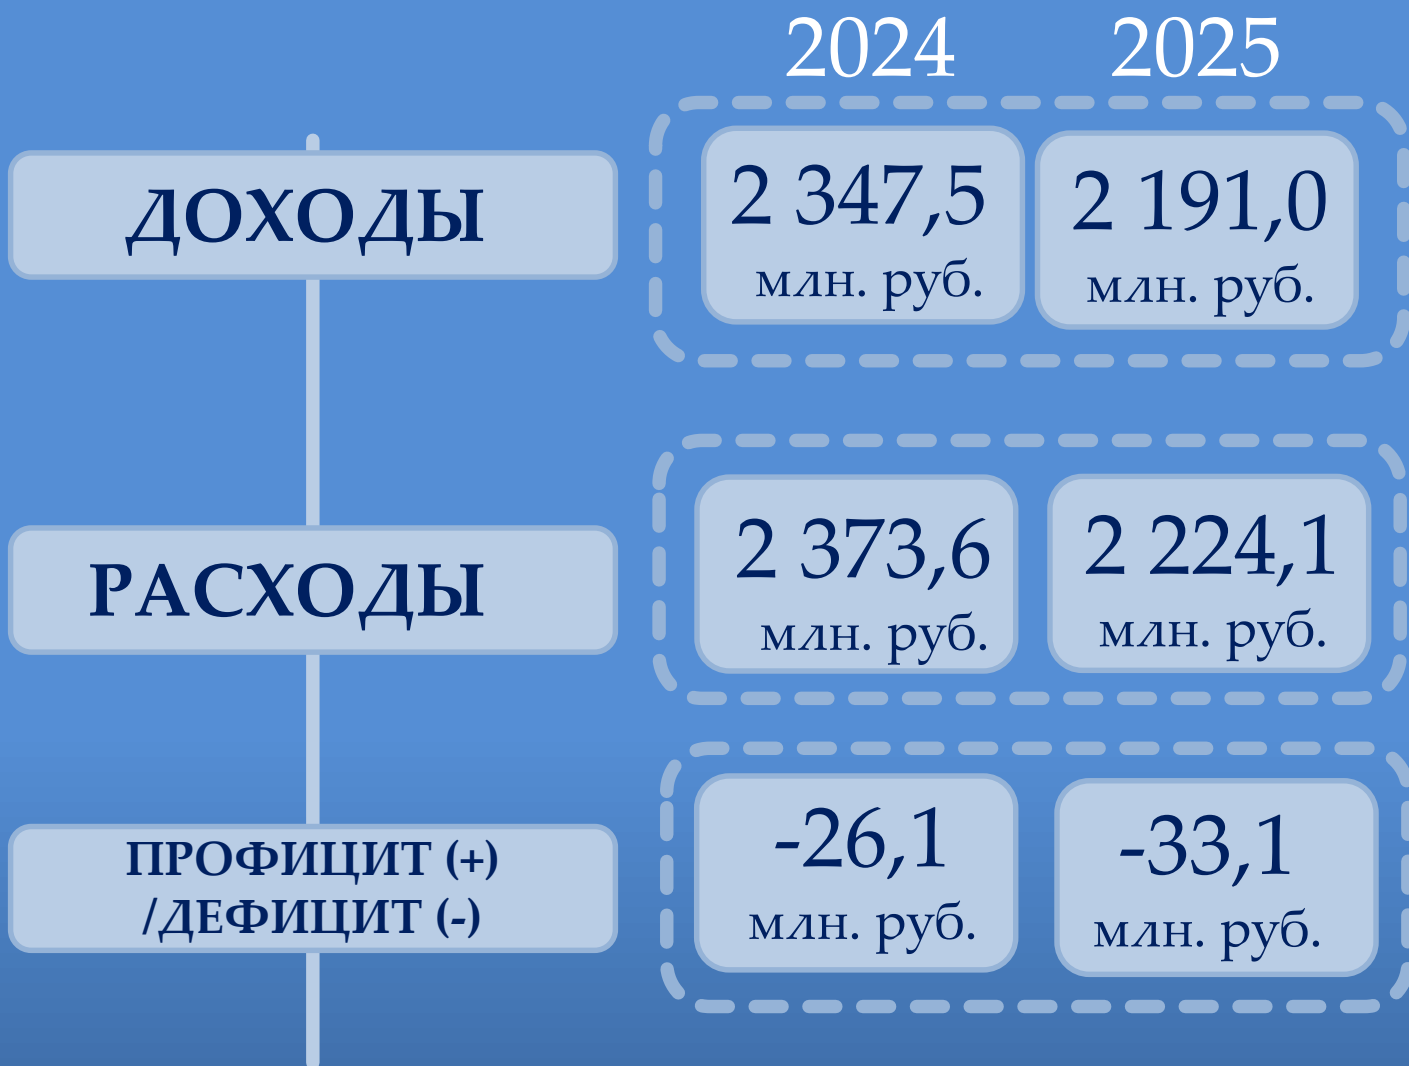 2024 2025
ДОХОДЫ
2 347,5
млн. руб.
2 191,0
млн. руб.
РАСХОДЫ
2 373,6
млн. руб.
2 224,1
млн. руб.
ПРОФИЦИТ (+)
/ДЕФИЦИТ (-)
-26,1
млн. руб.
-33,1
млн. руб.